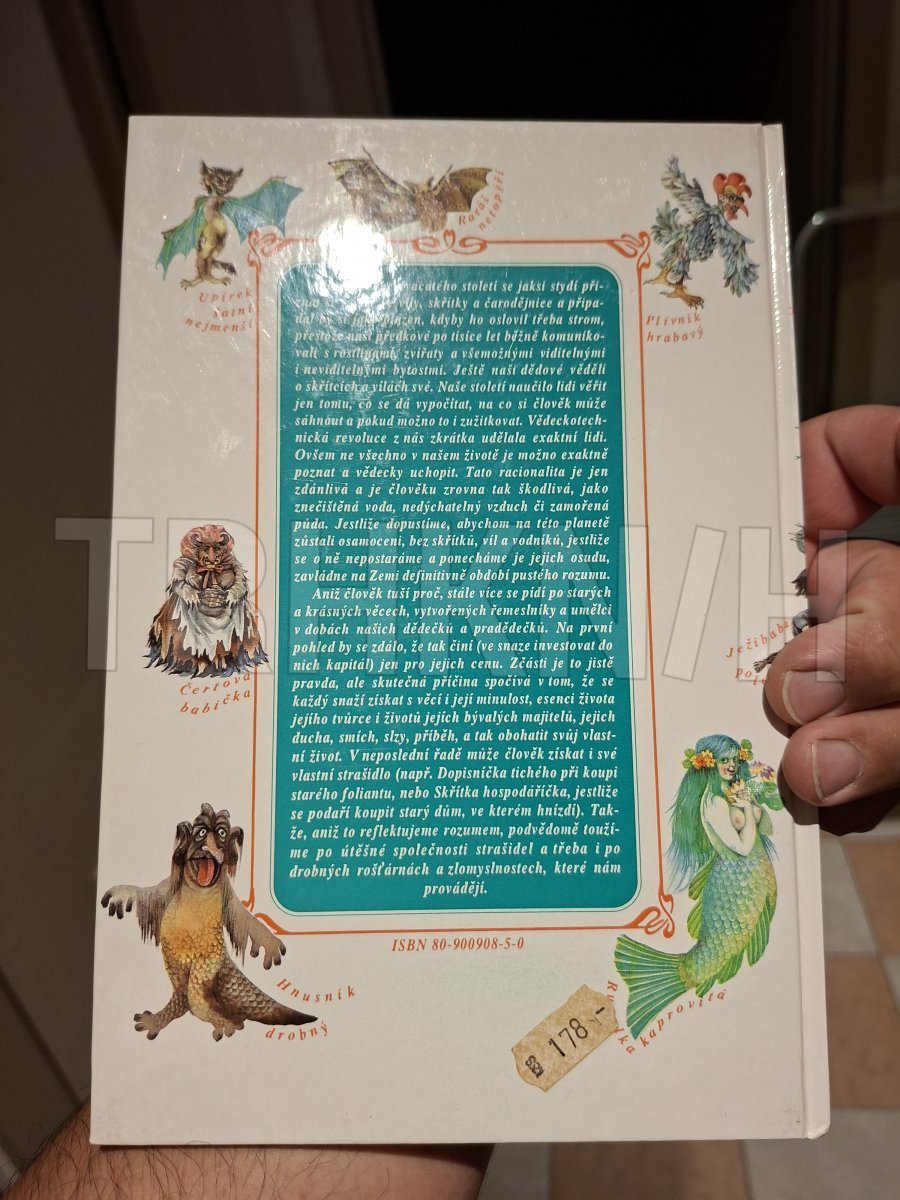 Upírek
šatní
nejmenší
Raráš
netopýří
Plivník
hrabavý
vacátého století se jaksi stydí při-
víly, skřítky a čarodějnice a připa-
blázen, kdyby ho oslovil třeba strom,
přestože naši předkové po tisíce let běžně komuniko-
vali s rostlinami, zvířaty a všemožnými viditelnými
i neviditelnými bytostmi. Ještě naši dědové věděli
o skřítcích a vílách své. Naše století naučilo lidi věřit
jen tomu, co se dá vypočítat, na co si člověk může
sáhnout a pokud možno to i zužitkovat. Vědeckotech-
nická revoluce z nás zkrátka udělala exaktní lidi.
Ovšem ne všechno v našem životě je možno exaktně
poznat a vědecky uchopit. Tato racionalita je jen
zdánlivá a je člověku zrovna tak škodlivá, jako
znečištěná voda, nedýchatelný vzduch či zamořená
půda. Jestliže dopustíme, abychom na této planetě
zůstali osamoceni, bez skřítků, víl a vodníků, jestliže
se o ně nepostaráme a ponecháme je jejich osudu,
zavládne na Zemi definitivně období pustého rozumu.
Aniž člověk tuší proč, stále více se pídí po starých
a krásných věcech, vytvořených řemeslníky a umělci
v dobách našich dědečků a pradědečků. Na první
pohled by se zdálo, že tak činí (ve snaze investovat do
nich kapitál) jen pro jejich cenu. Zčásti je to jistě
pravda, ale skutečná příčina spočívá v tom, že se
každý snaží získat s věcí i její minulost, esenci života
jejího tvůrce i životů jejích bývalých majitelů, jejich
ducha, smích, slzy, příběh, a tak obohatit svůj vlast-
ní život. V neposlední řadě může člověk získat i své
vlastní strašidlo (např. Dopisníčka tichého při koupi
starého foliantu, nebo Skřítka hospodáříčka, jestliže
se podaří koupit starý dům, ve kterém hnízdí). Tak-
že, aniž to reflektujeme rozumem, podvědomě touží-
me po útěšné společnosti strašidel a třeba i po
drobných rošťárnách a zlomyslnostech, které nám
provádějí.
Čertova
babička
Ježibaba
Hnusník
drobný
kaprovitá
ISBN 80-900908-5-0
178,-